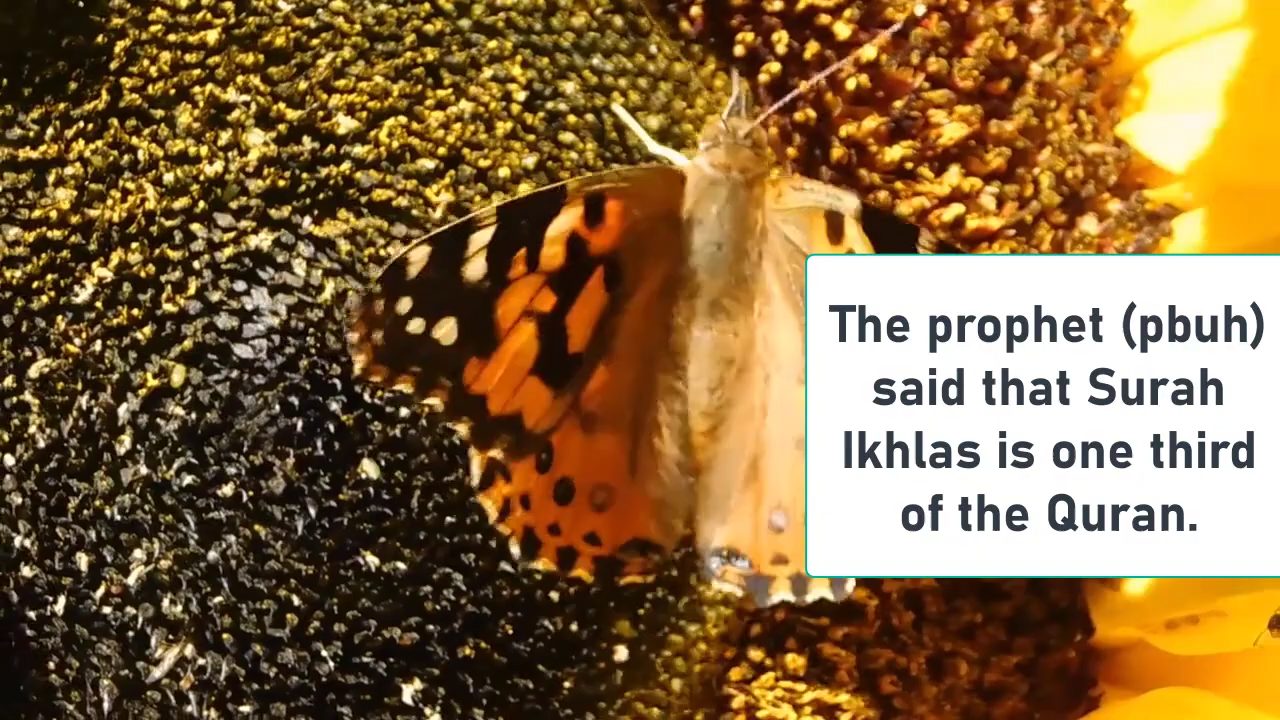 The prophet (pbuh)
said that Surah
Ikhlas is one third
of the Quran.